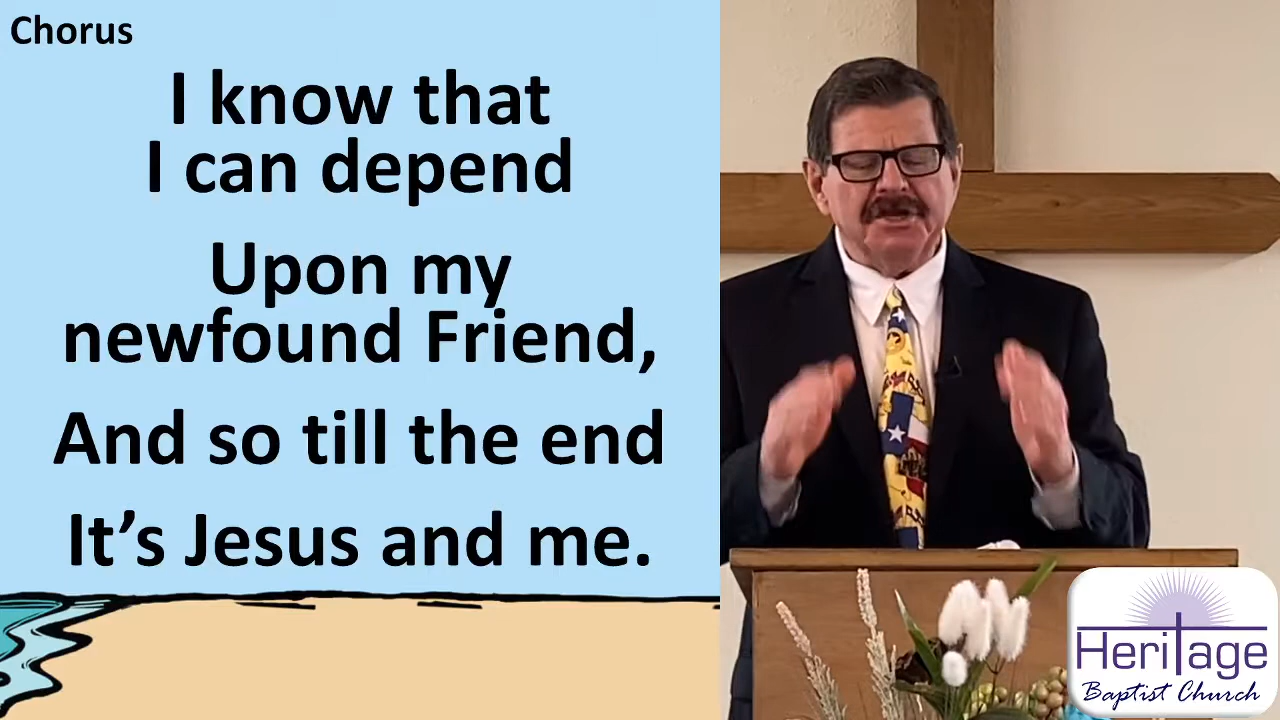 Chorus
I know that
I can depend
Upon my
newfound Friend,
And so till the end
It’s Jesus and me.
Heritage
Baptist Church